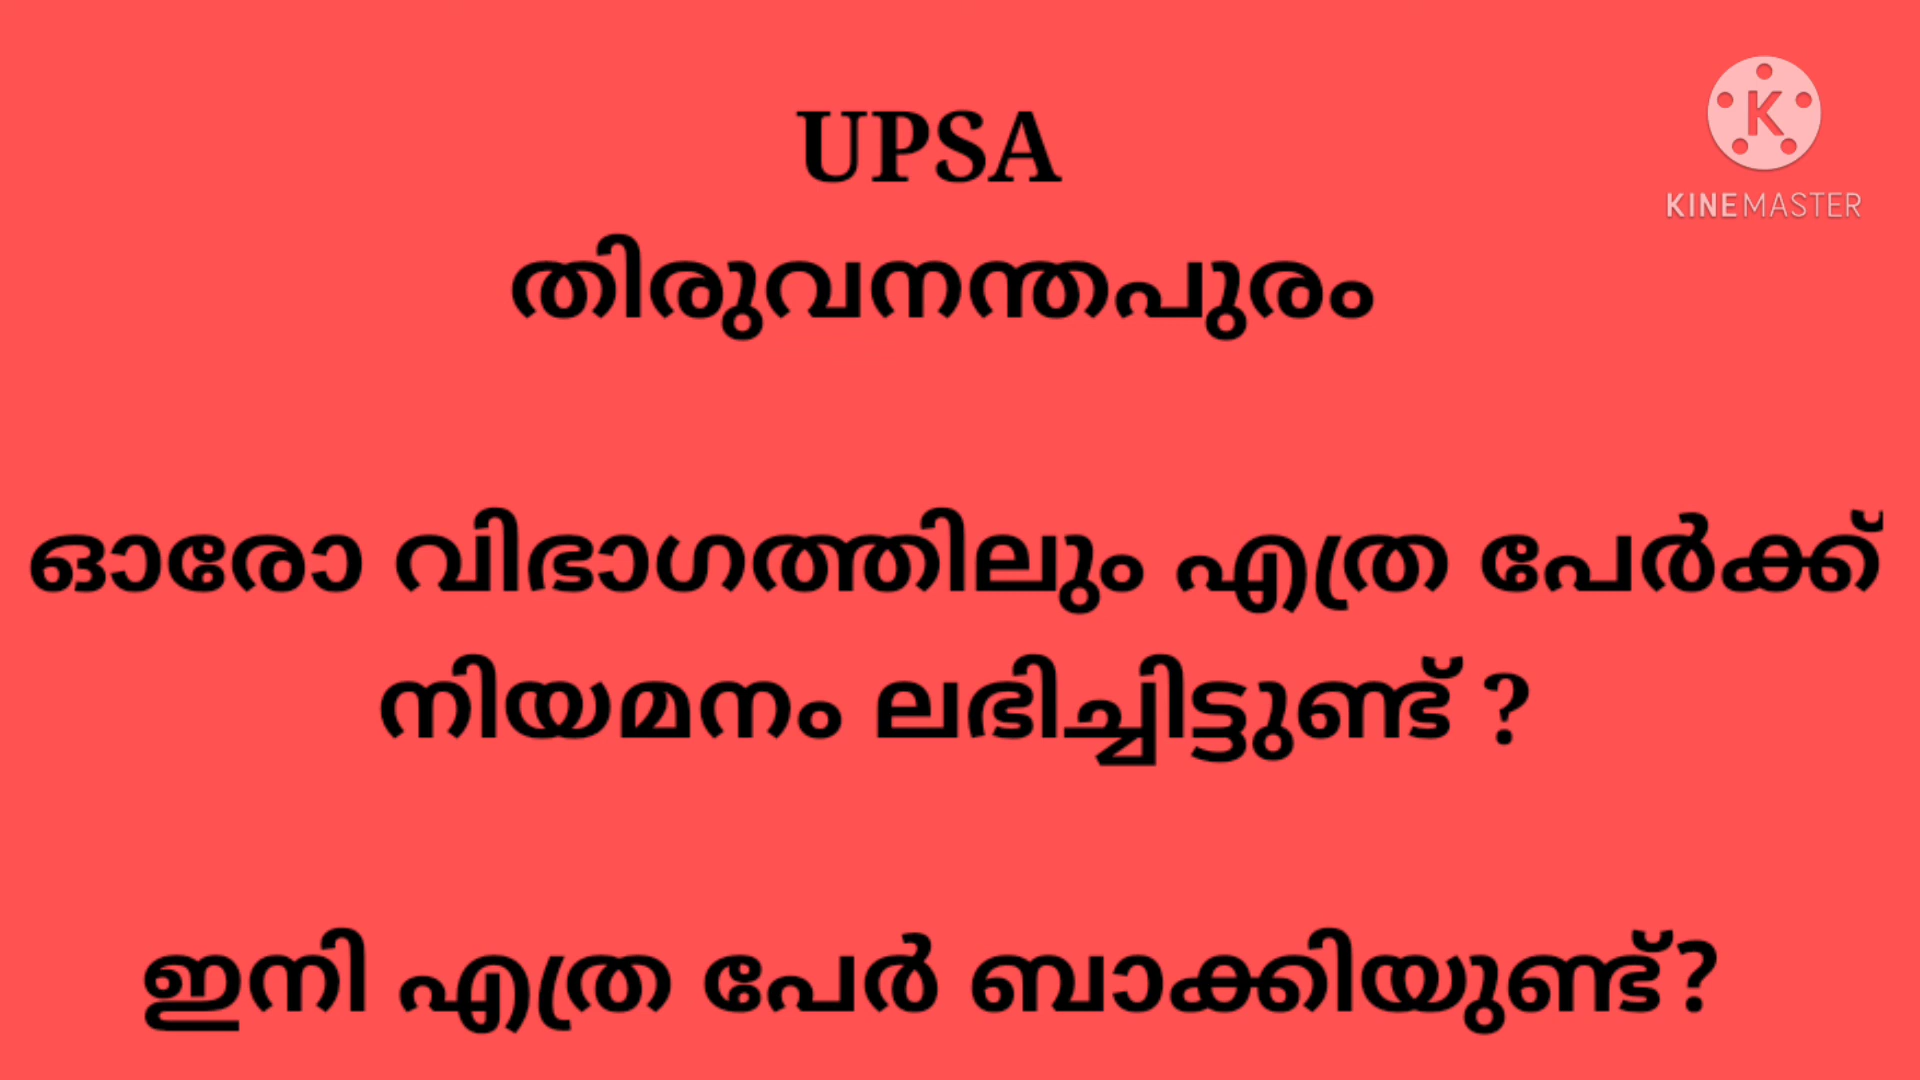 UPSA
K
KINEMASTER
തിരുവനന്തപുരം
ഓരോ വിഭാഗത്തിലും എത്ര പേർക്ക്
നിയമനം ലഭിച്ചിട്ടുണ്ട് ?
ഇനി എത്ര പേർ ബാക്കിയുണ്ട്?